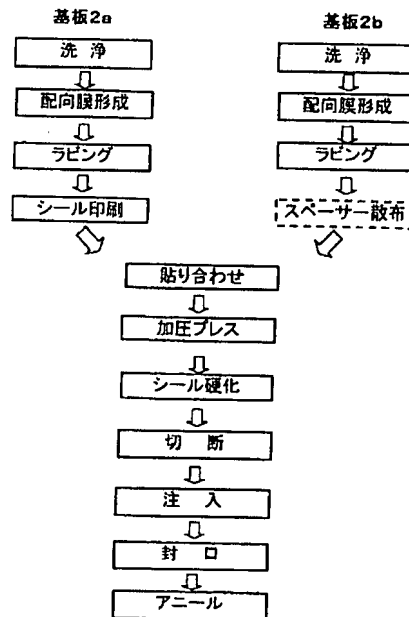 基板2a
洗 浄
配向膜形成
ラビング
シール印刷
基板2b
洗 浄
配向膜形成
ラビング
スペーサー散布
貼り合わせ
加圧プレス
シール硬化
切 断
注 入
封 口
アニール